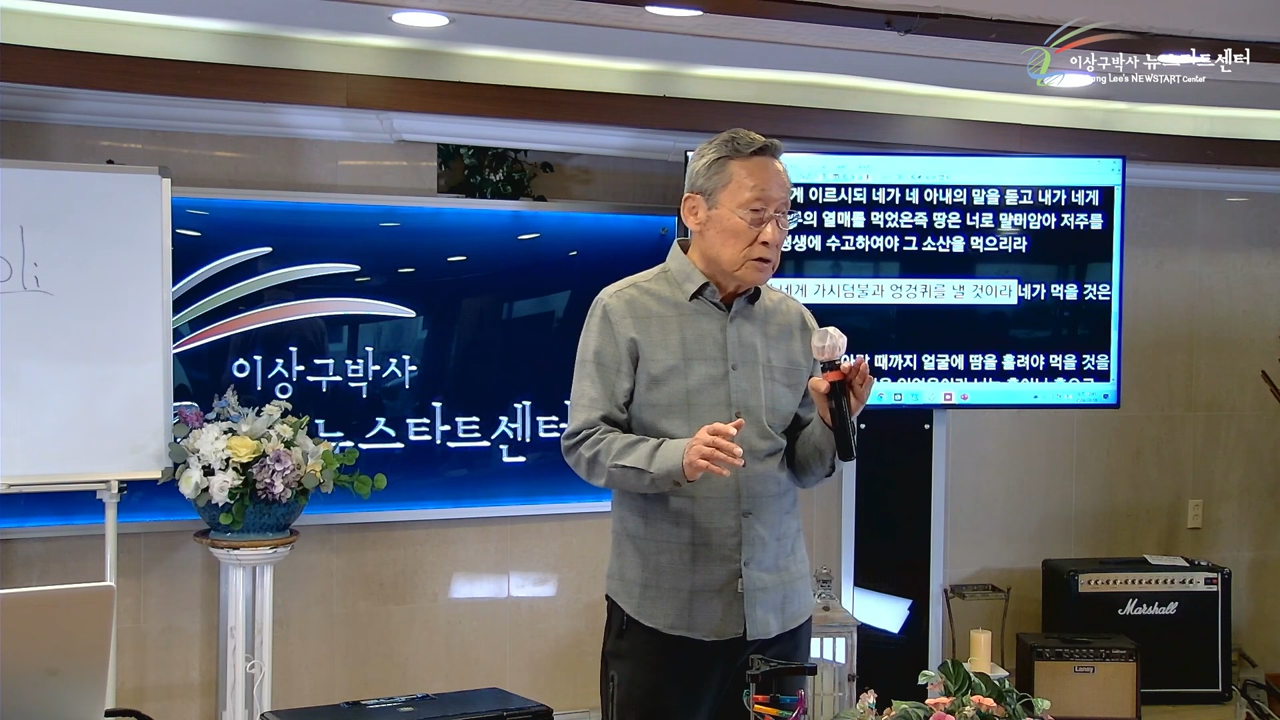 이상구박사 뉴스타트센터
ang Lee's NEWSTART Center
oli
이상구박사
뉴스타트센터
게 이르시되 네가 네 아내의 말을 듣고 내가 네게
의 열매를 먹었은즉 땅은 너로 말미암아 저주를
평생에 수고하여야 그 소산을 먹으리라
네게 가시덤불과 엉겅퀴를 낼 것이라 네가 먹을 것은
때까지 얼굴에 땀을 흘려야 먹을 것을
Marshall
Laney